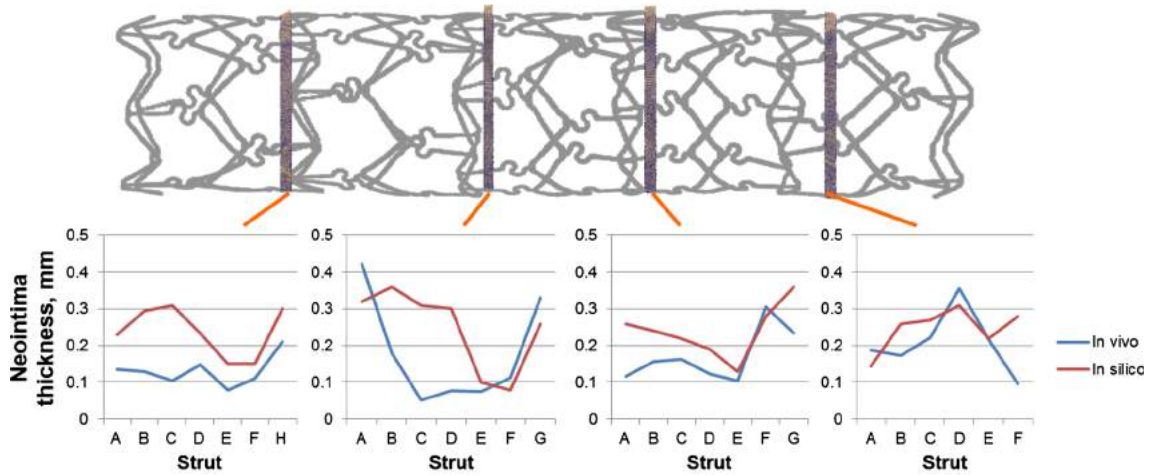 0.5 0.5 0.5 0.5
0.4 0.4 0.4 0.4
0.3 0.3 0.3 0.3
0.2 0.2 0.2 0.2
0.1 0.1 0.1 0.1
0 0 0 0
Neointima
thickness, mm
A B C D E F H
A B C D E F G
A B C D E F G
A B C D E F
Strut Strut Strut Strut
In vivo
In silico